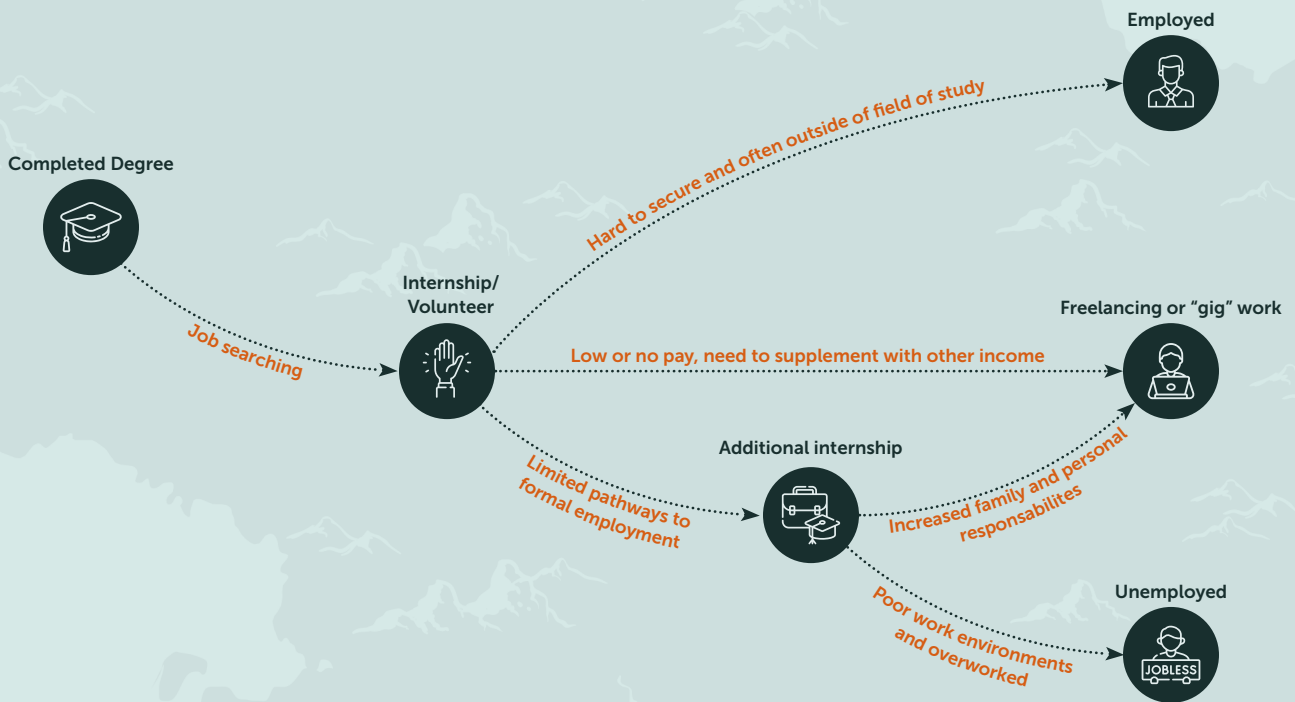 Employed
Hard to secure and often outside of field of study
Completed Degree
Job searching
Internship/
Volunteer
Freelancing or “gig” work
Low or no pay, need to supplement with other income
Additional internship
Limited pathways to
formal employment
Increased family and personal
responsabilites
Unemployed
Poor work environments
and overworked
JOBLESS